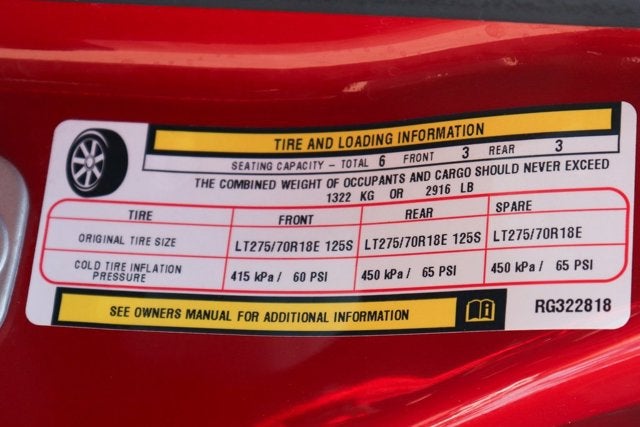 TIRE AND LOADING INFORMATION
SEATING CAPACITY – TOTAL 6 FRONT 3 REAR 3
THE COMBINED WEIGHT OF OCCUPANTS AND CARGO SHOULD NEVER EXCEED
1322 KG OR 2916 LB
TIRE FRONT REAR SPARE
ORIGINAL TIRE SIZE LT275/70R18E 125S LT275/70R18E 125S LT275/70R18E
COLD TIRE INFLATION
PRESSURE 415 kPa / 60 PSI 450 kPa / 65 PSI 450 kPa / 65 PSI
SEE OWNERS MANUAL FOR ADDITIONAL INFORMATION
RG322818